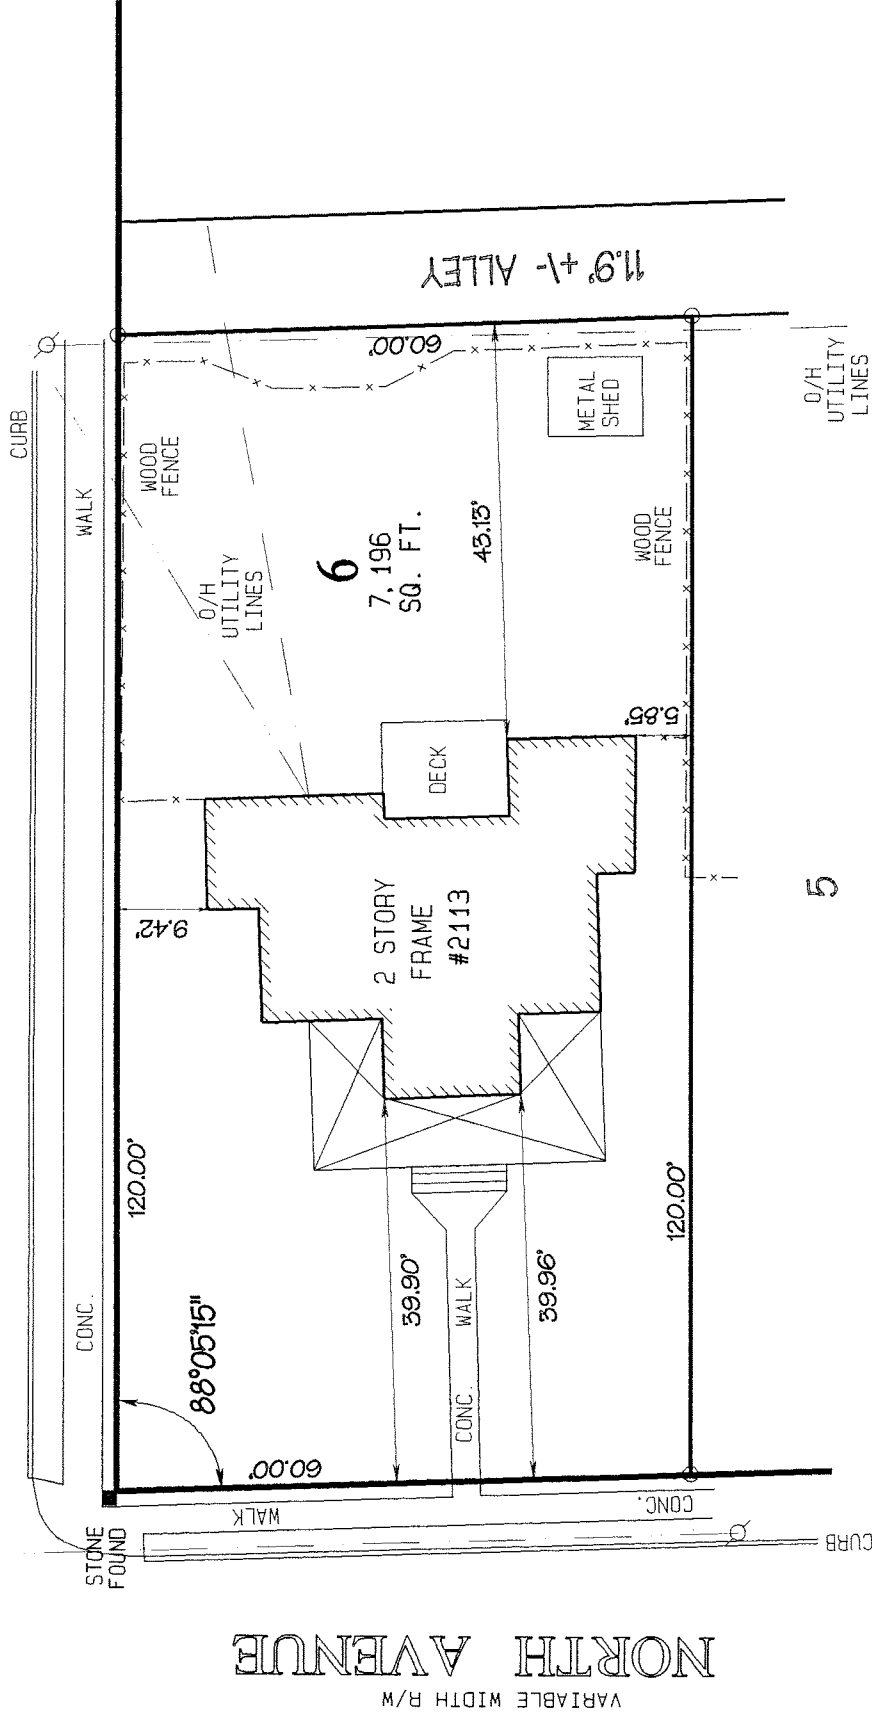 CURB
WALK
CONC.
WOOD
FENCE
O/H
UTILITY
LINES
60.00'
11.9' +/- ALLEY
METAL
SHED
O/H
UTILITY
LINES
6
7,196
SQ. FT.
43.13'
WOOD
FENCE
5.85'
DECK
9.42'
2 STORY
FRAME
#2113
5
120.00'
88°05'15"
39.90'
CONC. WALK
39.96'
120.00'
60.00'
WALK
CONC.
STONE
FOUND
CURB
NORTH AVENUE
VARIABLE WIDTH R/W